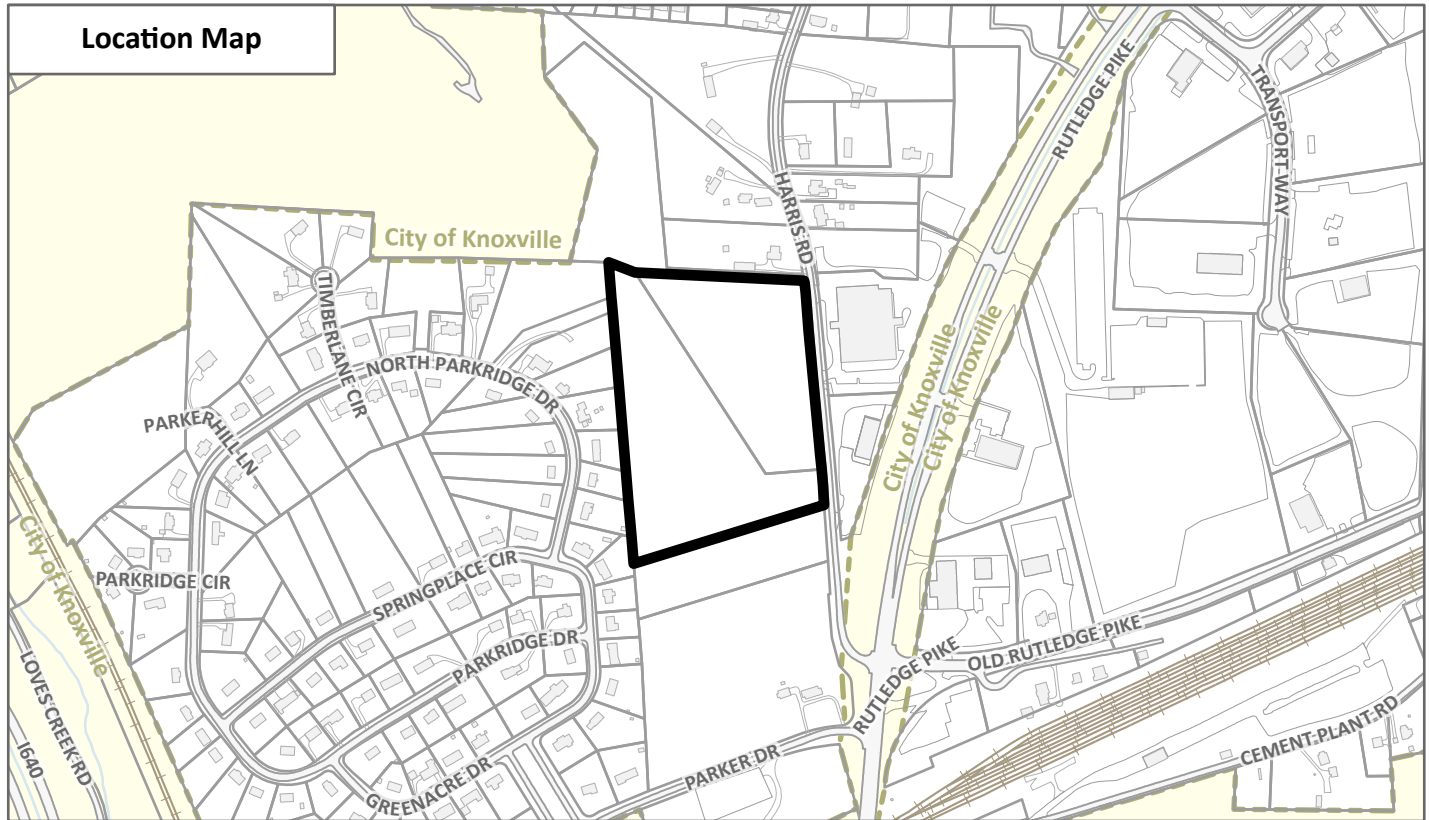 Location Map
RUTLEDGE PIKE
TRANSPORT WAY
HARRIS RD
City of Knoxville
TIMBERLANE CIR
NORTH PARKRIDGE DR
City of Knoxville
City of Knoxville
PARKERHILL LN
City of Knoxville
PARKRIDGE CIR
SPRINGPLACE CIR
PARKRIDGE DR
OLD RUTLEDGE PIKE
RUTLEDGE PIKE
LOVES CREEK RD
I640
GREENACRE DR
PARKER DR
CEMENT PLANT RD